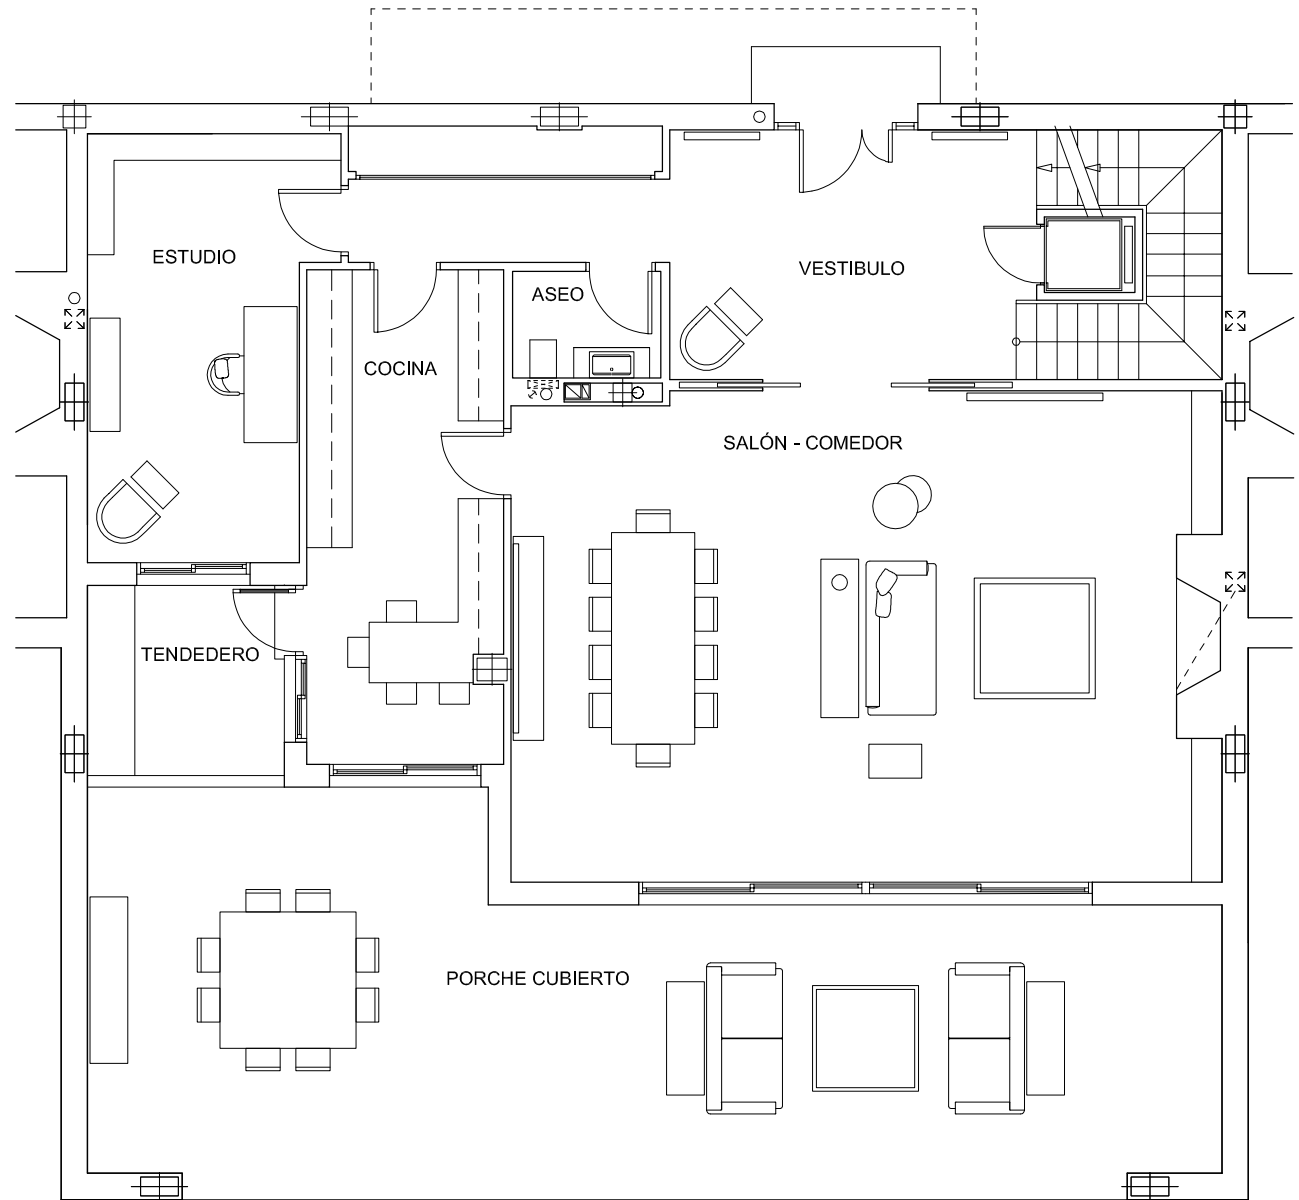 ESTUDIO
VESTIBULO
ASEO
COCINA
SALÓN - COMEDOR
TENDEDERO
PORCHE CUBIERTO